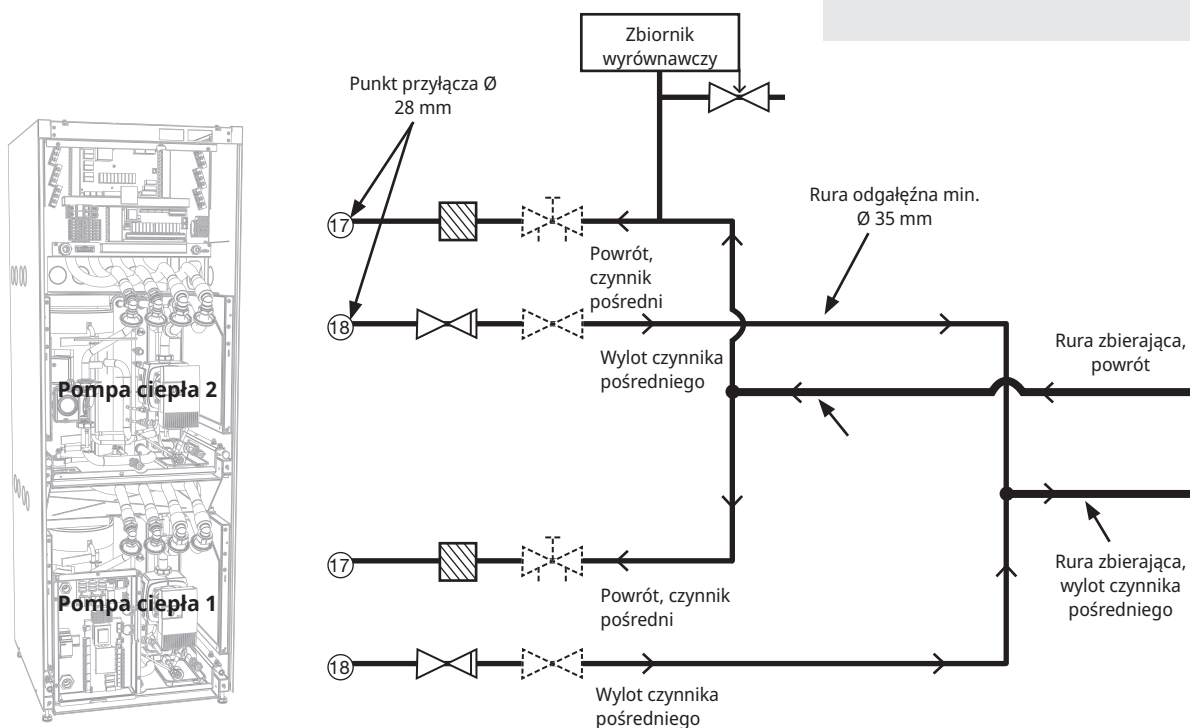 Zbiornik
wyrównawczy
Punkt przyłącza Ø
28 mm
Rura odgałęźna min.
Ø 35 mm
17
Powrót,
czynnik
pośredni
18
Wylot czynnika
pośredniego
Rura zbierająca,
powrót
Pompa ciepła 2
17
Powrót, czynnik
pośredni
Rura zbierająca,
wylot czynnika
pośredniego
Pompa ciepła 1
18
Wylot czynnika
pośredniego